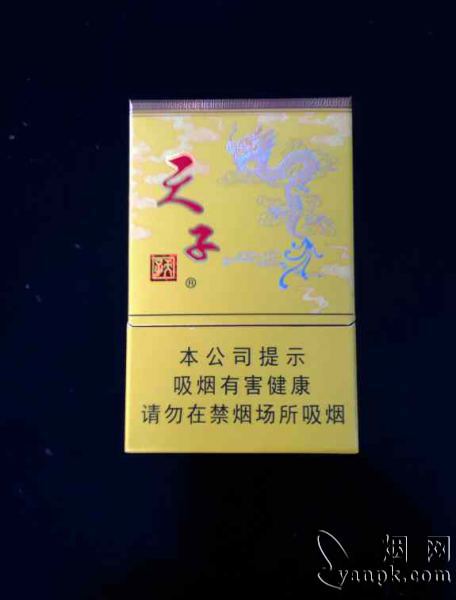 天子
®
本公司提示
吸烟有害健康
请勿在禁烟场所吸烟
烟网
yanpk.com